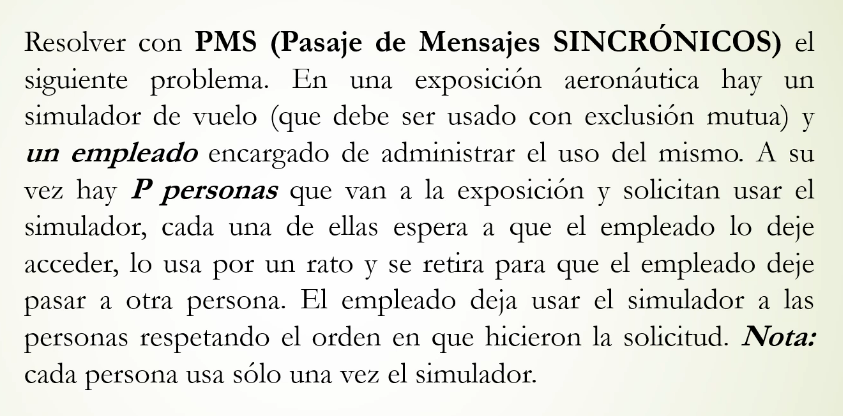 Resolver con PMS (Pasaje de Mensajes SINCRÓNICOS) el
siguiente problema. En una exposición aeronáutica hay un
simulador de vuelo (que debe ser usado con exclusión mutua) y
un empleado encargado de administrar el uso del mismo. A su
vez hay P personas que van a la exposición y solicitan usar el
simulador, cada una de ellas espera a que el empleado lo deje
acceder, lo usa por un rato y se retira para que el empleado deje
pasar a otra persona. El empleado deja usar el simulador a las
personas respetando el orden en que hicieron la solicitud. Nota:
cada persona usa sólo una vez el simulador.